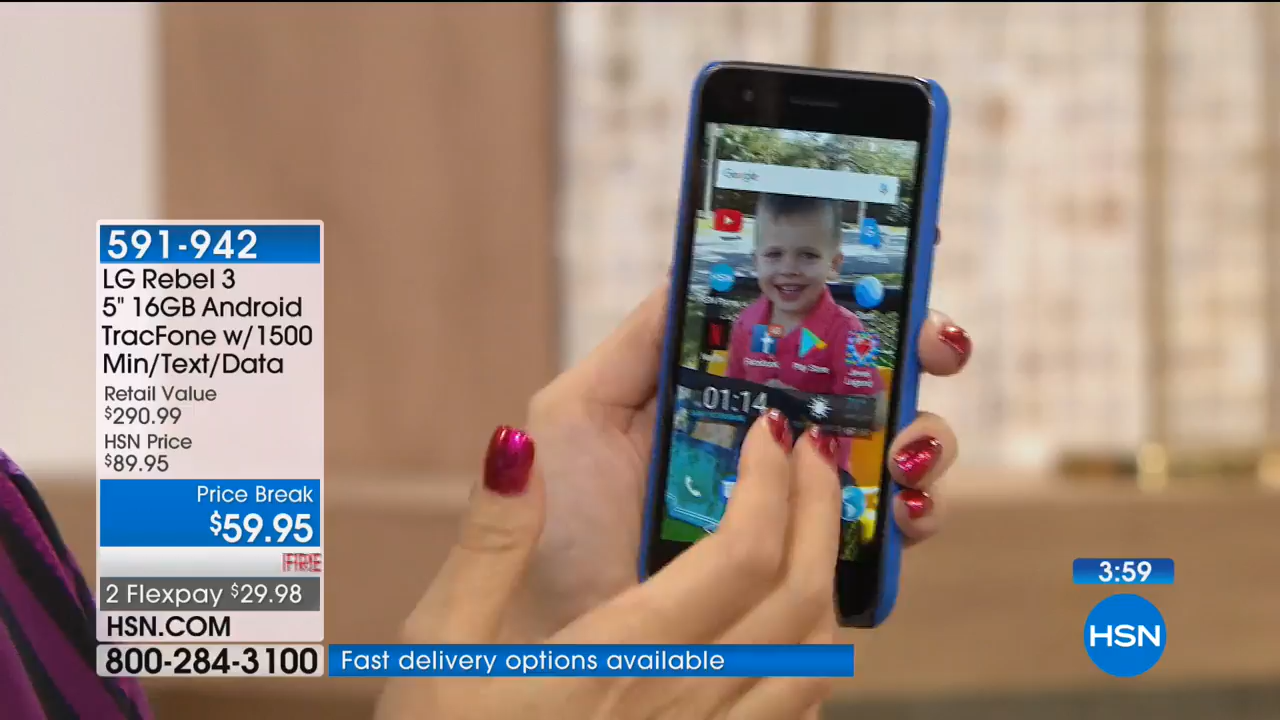 591-942
LG Rebel 3
5" 16GB Android
TracFone w/1500
Min/Text/Data
Retail Value
$290.99
HSN Price
$89.95
Price Break
$59.95
FREE
2 Flexpay $29.98
HSN.COM
800-284-3100
Fast delivery options available
3:59
HSN
Google
HSN
Facebook
Play Store
01:14